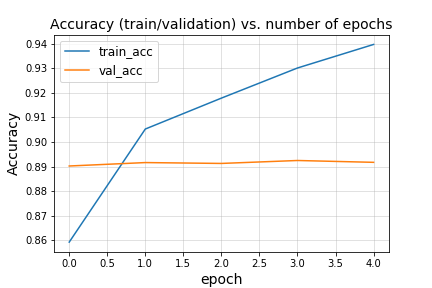 Accuracy (train/validation) vs. number of epochs
train_acc
val_acc
Accuracy
0.94
0.93
0.92
0.91
0.90
0.89
0.88
0.87
0.86
0.0 0.5 1.0 1.5 2.0 2.5 3.0 3.5 4.0
epoch